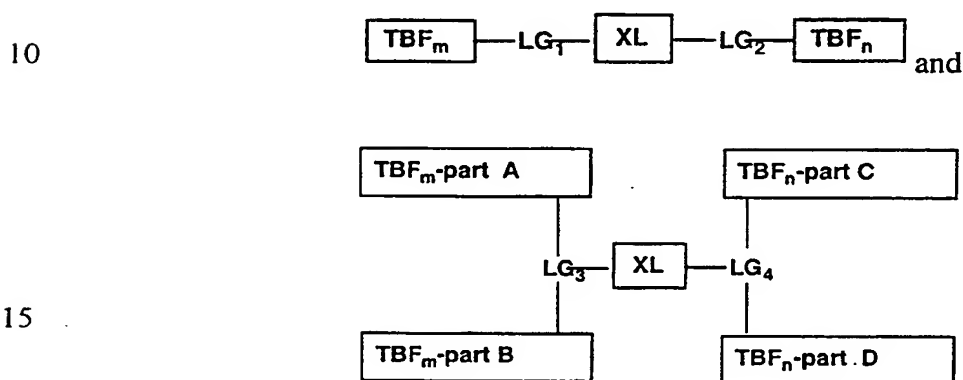 10 TBFₘ LG₁ XL LG₂ TBFₙ and
TBFₘ-part A TBFₙ-part C
LG₃ XL LG₄
15
TBFₘ-part B TBFₙ-part . D